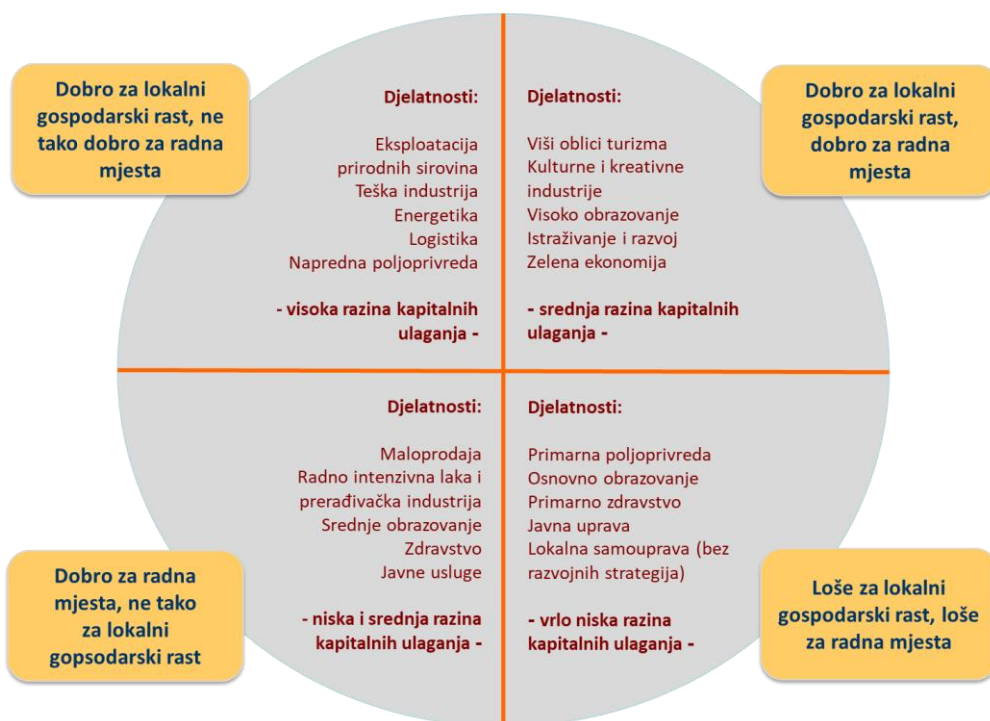 Dobro za lokalni
gospodarski rast, ne
tako dobro za radna
mjesta
Djelatnosti:
Eksploatacija
prirodnih sirovina
Teška industrija
Energetika
Logistika
Napredna poljoprivreda
- visoka razina kapitalnih
ulaganja -
Djelatnosti:
Viši oblici turizma
Kulturne i kreativne
industrije
Visoko obrazovanje
Istraživanje i razvoj
Zelena ekonomija
- srednja razina kapitalnih
ulaganja -
Dobro za lokalni
gospodarski rast,
dobro za radna
mjesta
Dobro za radna
mjesta, ne tako
za lokalni
gopsodarski rast
Djelatnosti:
Maloprodaja
Radno intenzivna laka i
prerađivačka industrija
Srednje obrazovanje
Zdravstvo
Javne usluge
- niska i srednja razina
kapitalnih ulaganja -
Djelatnosti:
Primarna poljoprivreda
Osnovno obrazovanje
Primarno zdravstvo
Javna uprava
Lokalna samouprava (bez
razvojnih strategija)
- vrlo niska razina
kapitalnih ulaganja -
Loše za lokalni
gospodarski rast, loše
za radna mjesta